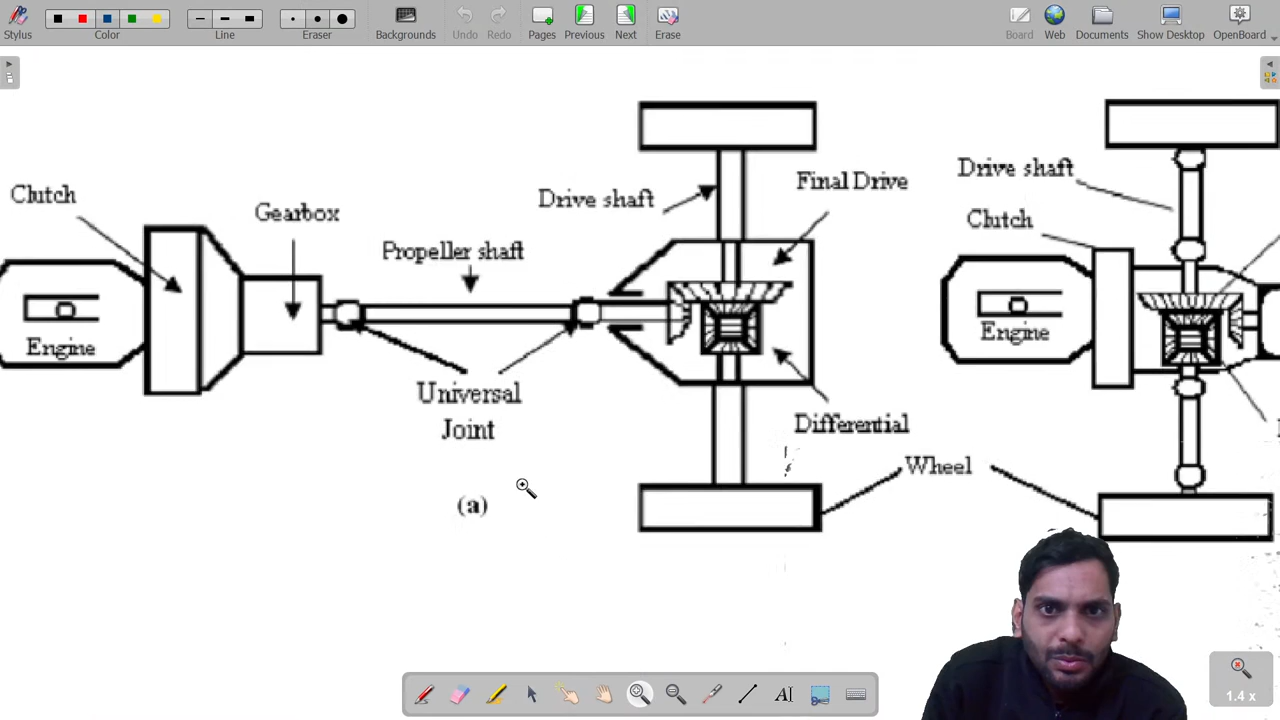 Stylus
Color
Line
Eraser
Backgrounds
Undo
Redo
Pages
Previous
Next
Erase
Board
Web
Documents
Show Desktop
OpenBoard
Clutch
Gearbox
Propeller shaft
Drive shaft
Final Drive
Engine
Universal
Joint
Differential
Wheel
(a)
Drive shaft
Clutch
Engine
AI
1.4 x